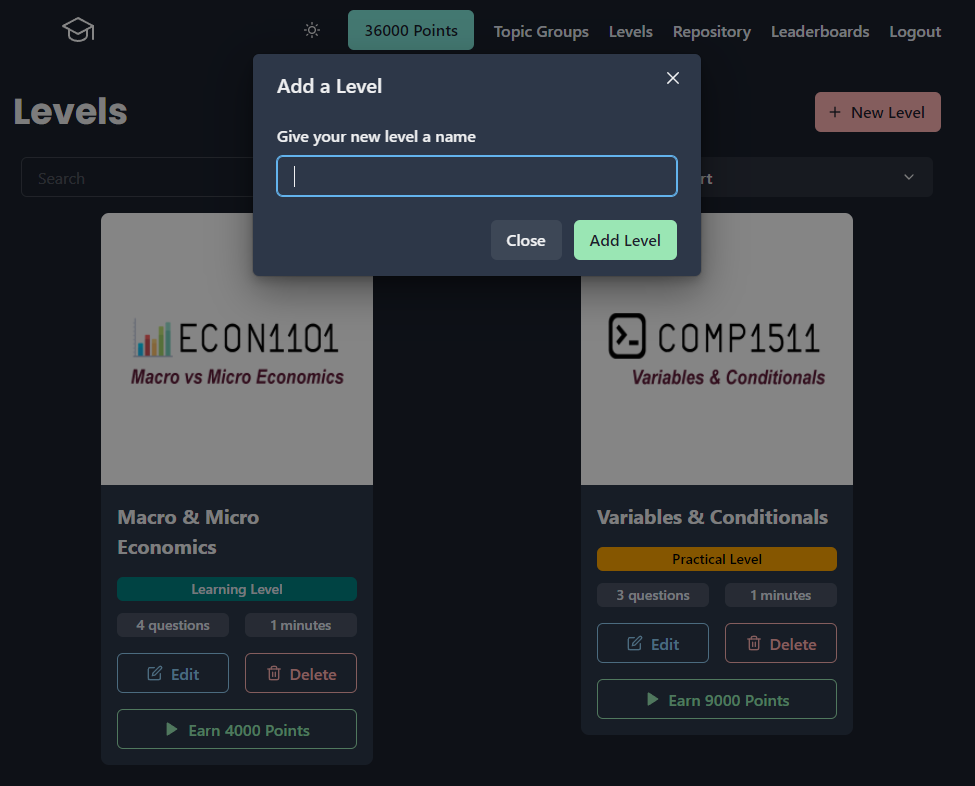 36000 Points
Topic Groups
Levels
Repository
Leaderboards
Logout
Add a Level
Levels
New Level
Give your new level a name
Search
rt
Close
Add Level
ECON1101
Macro vs Micro Economics
COMP1511
Variables & Conditionals
Macro & Micro
Economics
Learning Level
4 questions
1 minutes
Edit
Delete
Earn 4000 Points
Variables & Conditionals
Practical Level
3 questions
1 minutes
Edit
Delete
Earn 9000 Points